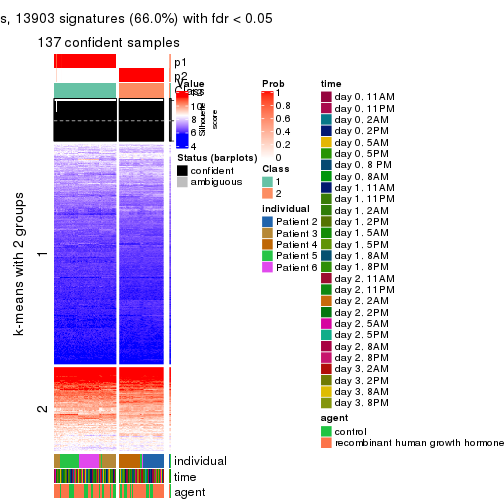 s, 13903 signatures (66.0%) with fdr < 0.05
137 confident samples
p1
p2
Class
Silhouette
score
k-means with 2 groups
1
2
individual
time
agent
Value
10
8
6
4
Status (barplots)
confident
ambiguous
Prob
1
0.8
0.6
0.4
0.2
0
Class
1
2
individual
Patient 2
Patient 3
Patient 4
Patient 5
Patient 6
time
day 0. 11AM
day 0. 11PM
day 0. 2AM
day 0. 2PM
day 0. 5AM
day 0. 5PM
day 0. 8 PM
day 0. 8AM
day 1. 11AM
day 1. 11PM
day 1. 2AM
day 1. 2PM
day 1. 5AM
day 1. 5PM
day 1. 8AM
day 1. 8PM
day 2. 11AM
day 2. 11PM
day 2. 2AM
day 2. 2PM
day 2. 5AM
day 2. 5PM
day 2. 8AM
day 2. 8PM
day 3. 2AM
day 3. 2PM
day 3. 8AM
day 3. 8PM
agent
control
recombinant human growth hormone